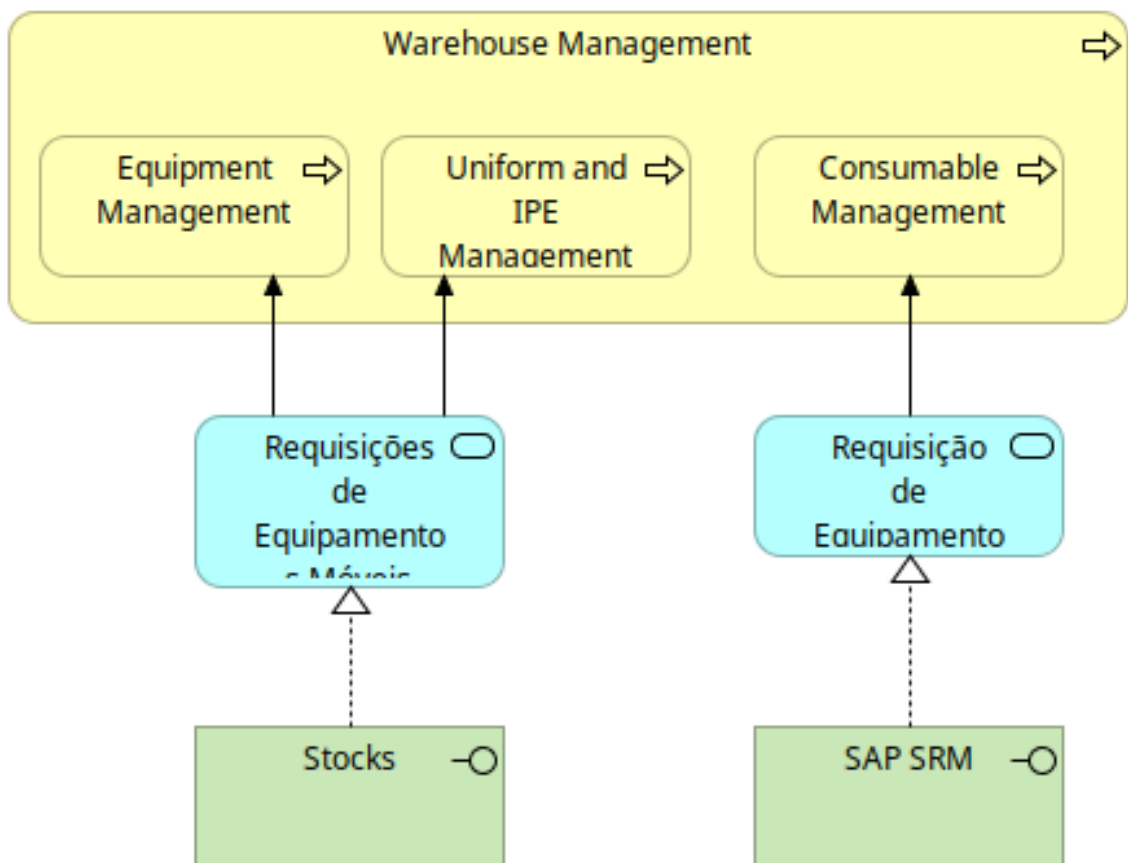 Warehouse Management
Equipment
Management
Uniform and
IPE
Management
Consumable
Management
Requisições
de
Equipamento
s Móveis
Requisição
de
Equipamento
Stocks
SAP SRM